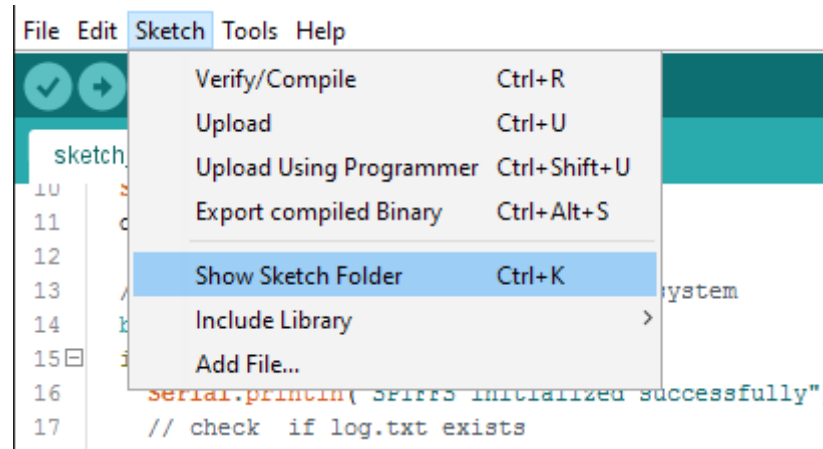 File Edit Sketch Tools Help
Verify/Compile Ctrl+R
Upload Ctrl+U
sketch_
Upload Using Programmer Ctrl+Shift+U
10
Export compiled Binary Ctrl+Alt+S
11
12
Show Sketch Folder Ctrl+K
13 / ystem
14
Include Library
15
Add File...
16 Serial.println("SPIFFS initialized successfully"
17 // check if log.txt exists